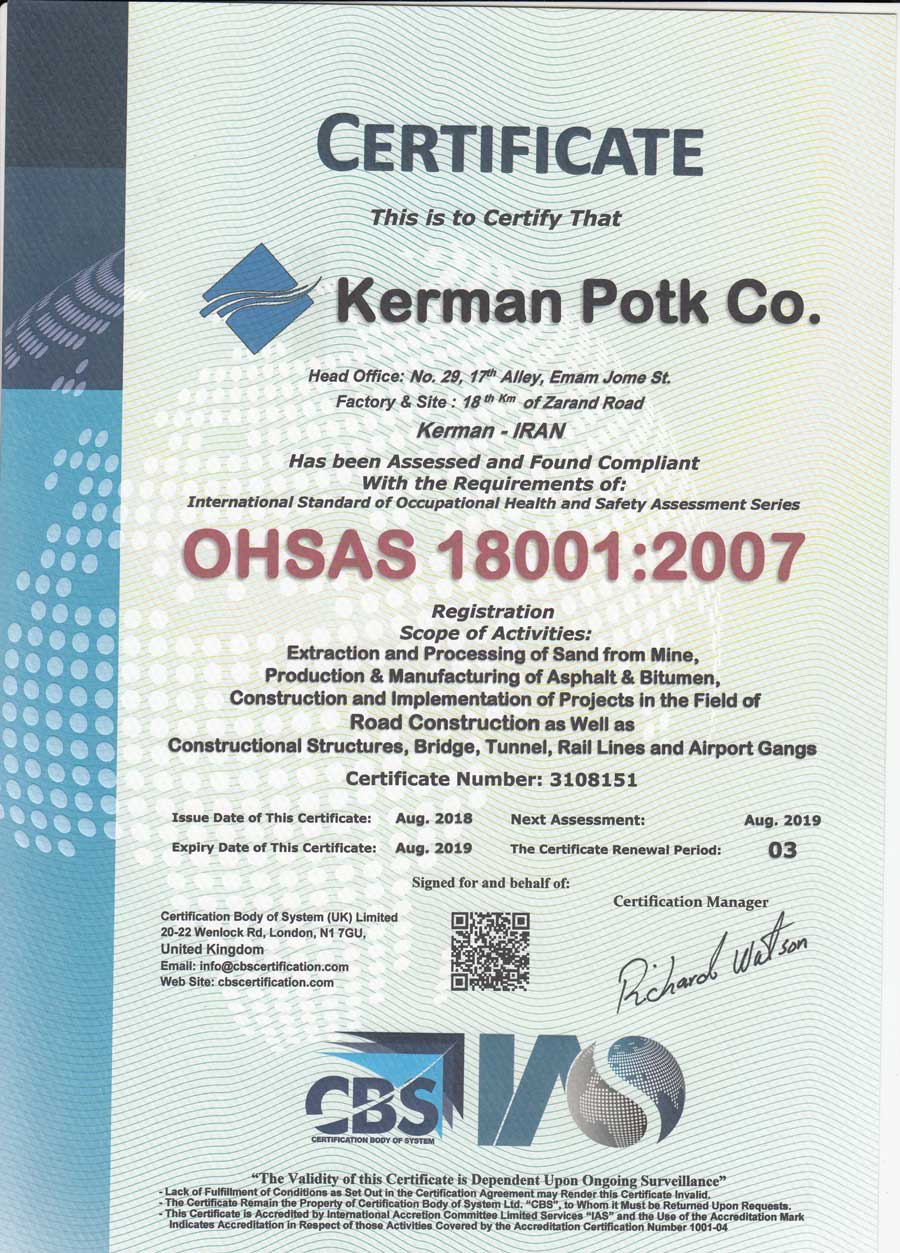 CERTIFICATE
This is to Certify That
Kerman Potk Co.
Head Office: No. 29, 17th Alley, Emam Jome St.
Factory & Site : 18 th Km of Zarand Road
Kerman - IRAN
Has been Assessed and Found Compliant
With the Requirements of:
International Standard of Occupational Health and Safety Assessment Series
OHSAS 18001:2007
Registration
Scope of Activities:
Extraction and Processing of Sand from Mine,
Production & Manufacturing of Asphalt & Bitumen,
Construction and Implementation of Projects in the Field of
Road Construction as Well as
Constructional Structures, Bridge, Tunnel, Rail Lines and Airport Gangs
Certificate Number: 3108151
Issue Date of This Certificate: Aug. 2018 Next Assessment: Aug. 2019
Expiry Date of This Certificate: Aug. 2019 The Certificate Renewal Period: 03
Signed for and behalf of:
Certification Manager
Certification Body of System (UK) Limited
20-22 Wenlock Rd, London, N1 7GU,
United Kingdom
Email: info@cbscertification.com
Web Site: cbscertification.com
Richard Watson
CBS
CERTIFICATION BODY OF SYSTEM
IAS
“The Validity of this Certificate is Dependent Upon Ongoing Surveillance”
- Lack of Fulfillment of Conditions as Set Out in the Certification Agreement may Render this Certificate Invalid.
- The Certificate Remain the Property of Certification Body of System Ltd. “CBS”, to Whom it Must be Returned Upon Requests.
- This Certificate is Accredited by International Accretion Committee Limited Services “IAS” and the Use of the Accreditation Mark
Indicates Accreditation in Respect of those Activities Covered by the Accreditation Certification Number 1001-04